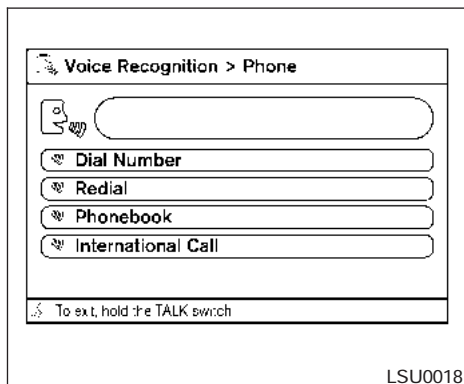 Voice Recognition > Phone
Dial Number
Redial
Phonebook
International Call
To exit, hold the TALK switch
LSU0018